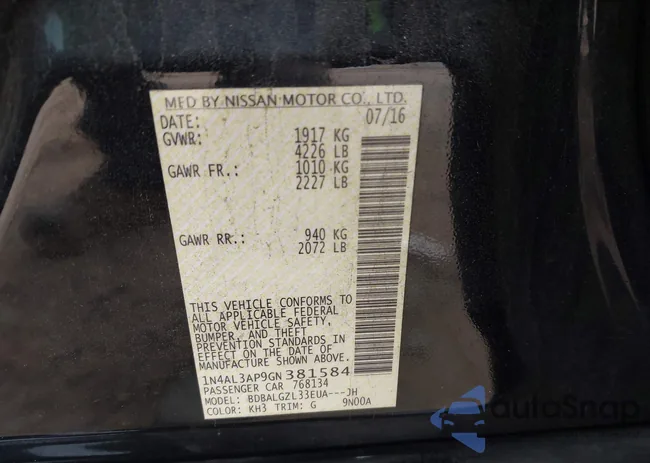 MFD BY NISSAN MOTOR CO., LTD.
DATE: 07/16
GVWR: 1917 KG
4226 LB
GAWR FR.: 1010 KG
2227 LB
GAWR RR.: 940 KG
2072 LB
THIS VEHICLE CONFORMS TO
ALL APPLICABLE FEDERAL
MOTOR VEHICLE SAFETY,
BUMPER, AND THEFT
PREVENTION STANDARDS IN
EFFECT ON THE DATE OF
MANUFACTURE SHOWN ABOVE.
1N4AL3AP9GN381584
PASSENGER CAR 768134
MODEL: BDBALGZL33EUA---JH
COLOR: KH3 TRIM: G 9N00A
autoSnap